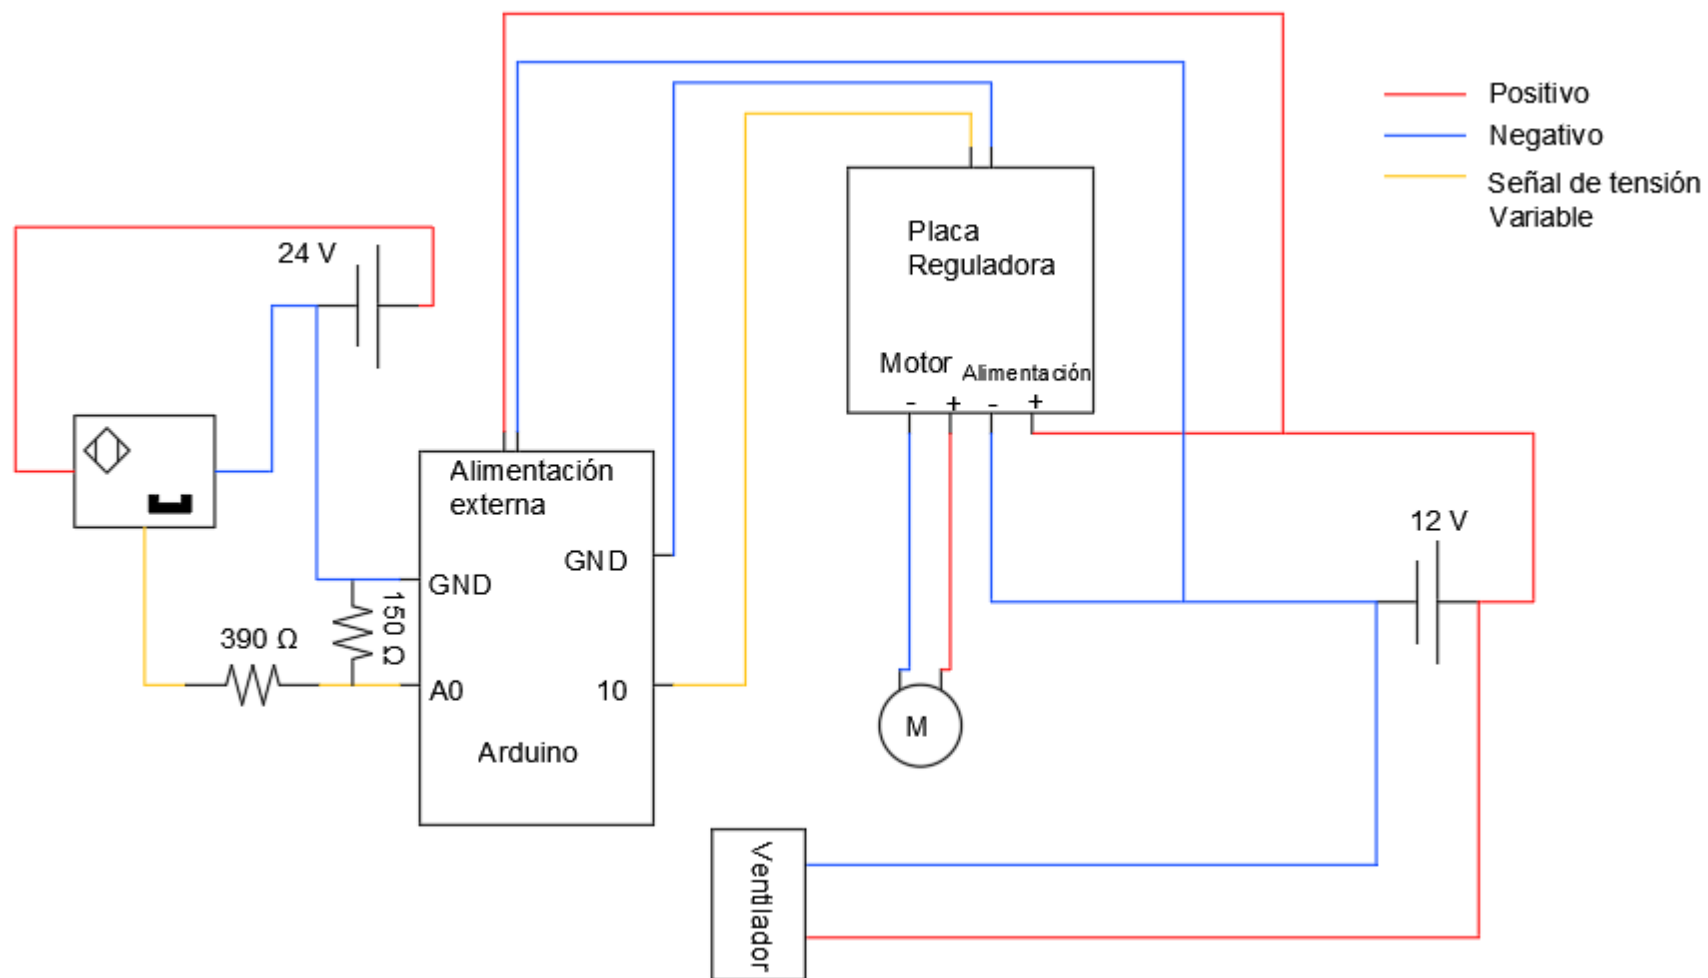 Positivo
Negativo
Señal de tensión
Variable
24 V
Placa
Reguladora
Motor
Alimentación
- + - +
Alimentación
externa
GND
GND
150 Ω
390 Ω
A0
10
Arduino
12 V
M
Ventilador